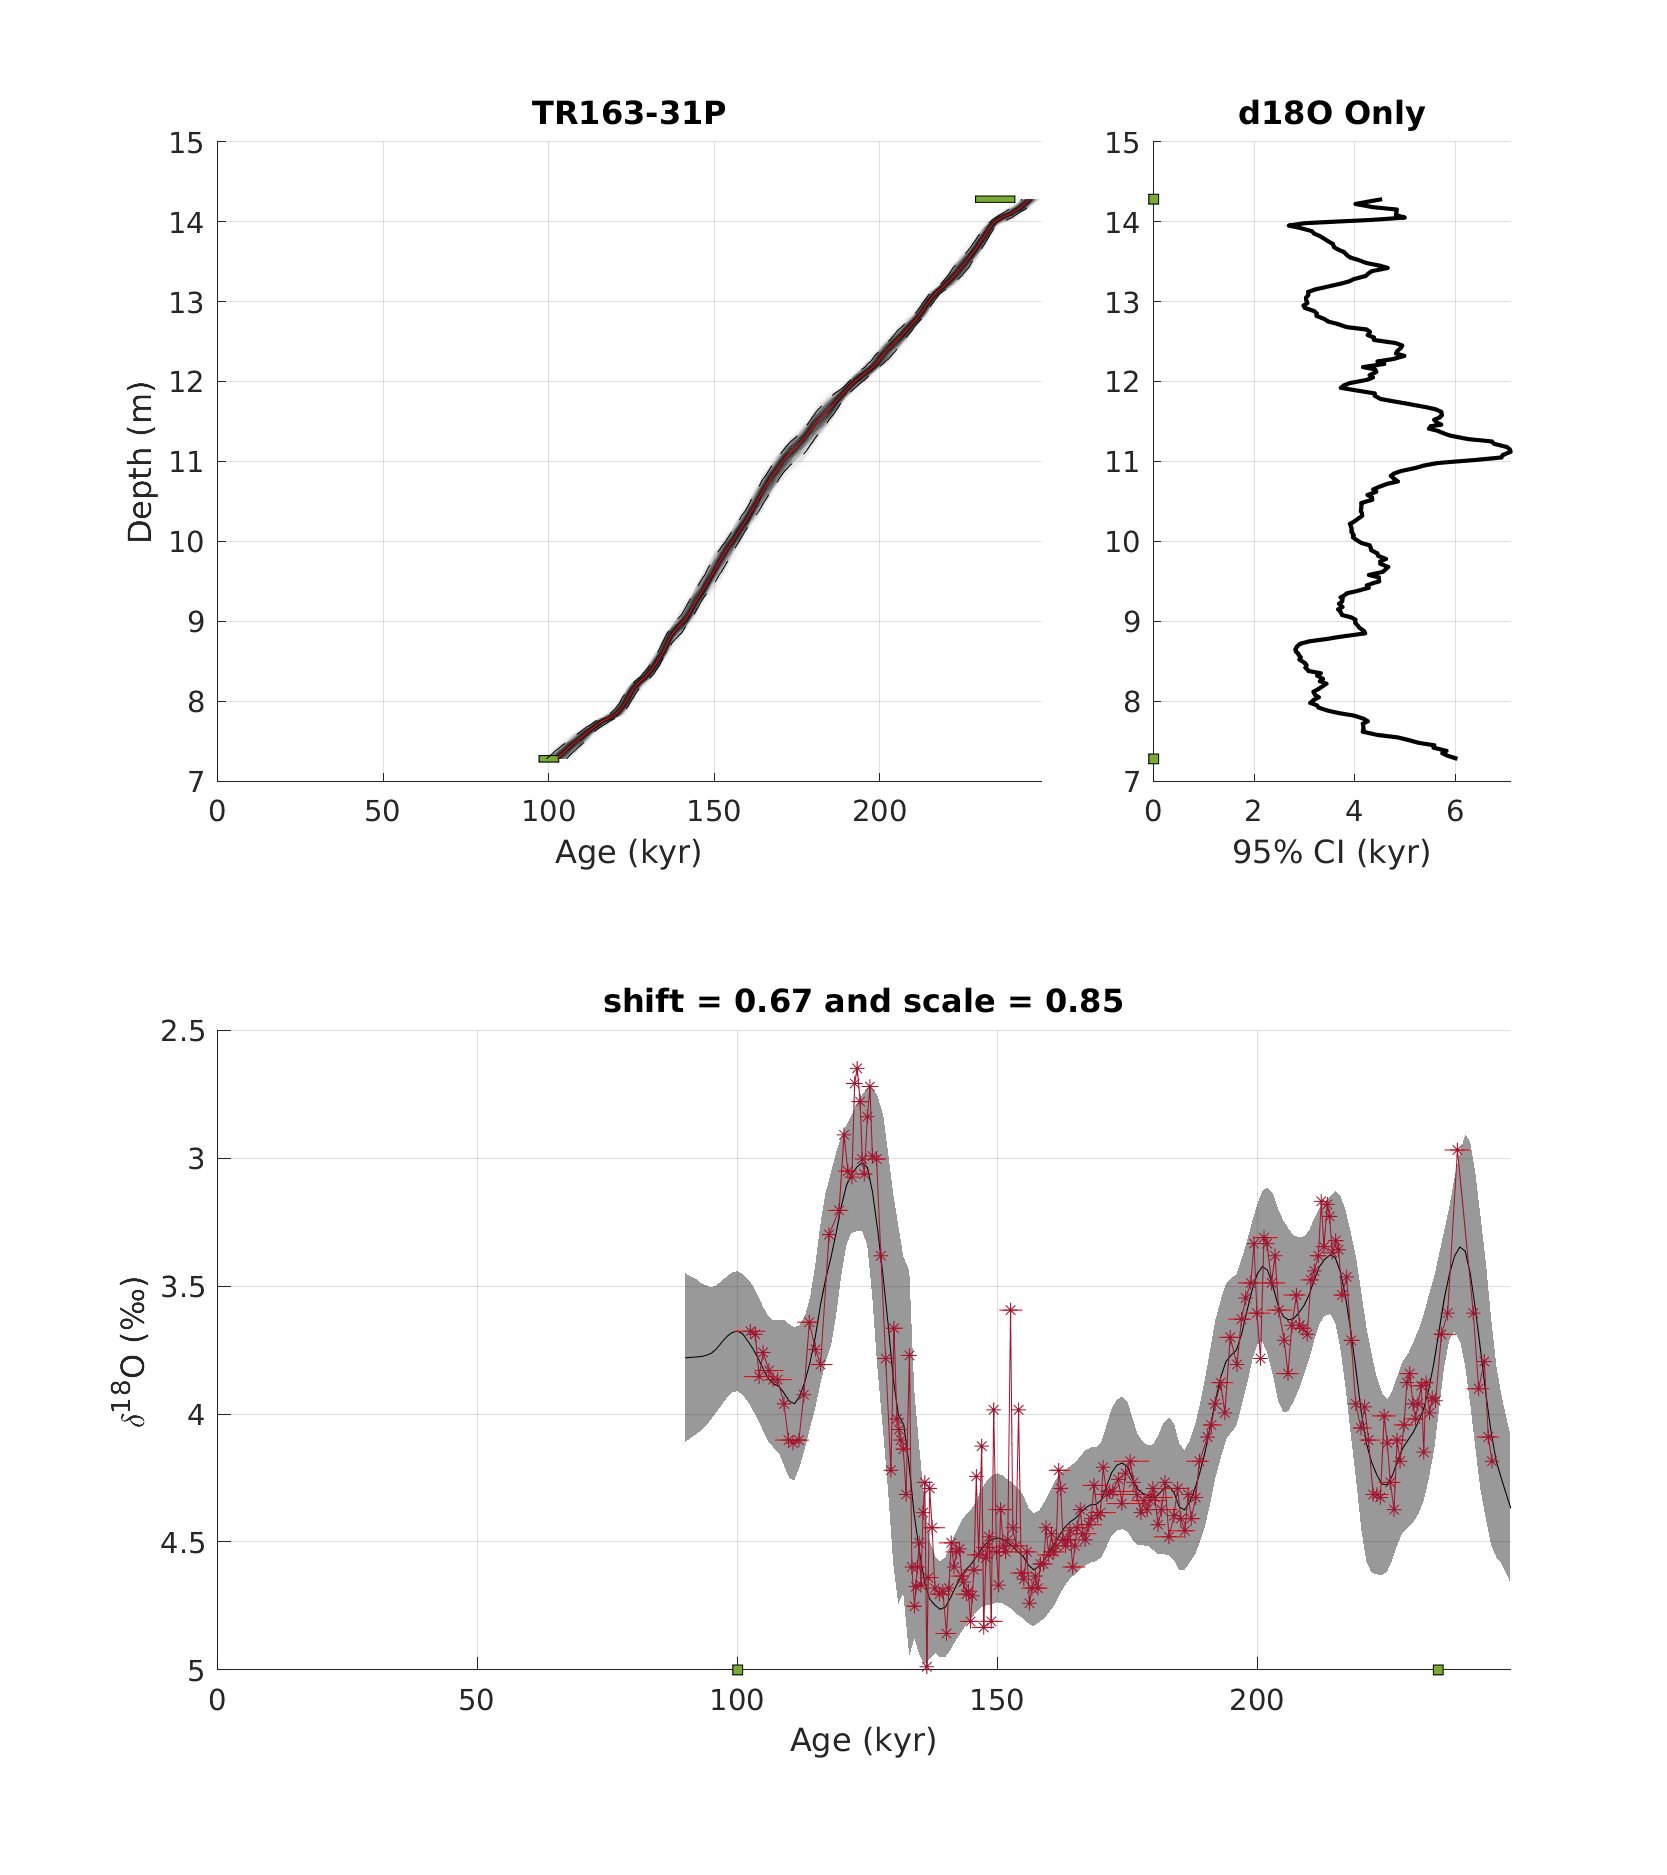 TR163-31P
15
14
13
12
11
10
9
8
7
Depth (m)
0 50 100 150 200
Age (kyr)
d18O Only
15
14
13
12
11
10
9
8
7
0 2 4 6
95% CI (kyr)
shift = 0.67 and scale = 0.85
2.5
3
3.5
4
4.5
5
δ18O (‰)
0 50 100 150 200
Age (kyr)